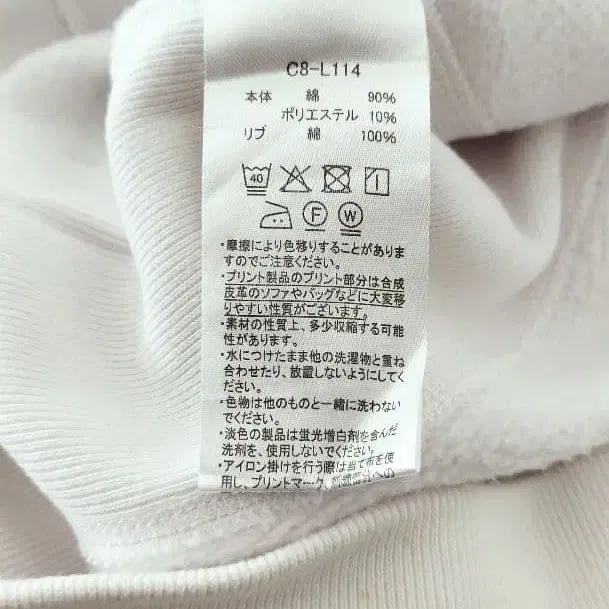 C8-L114
本体 綿 90%
ポリエステル 10%
リブ 綿 100%
40
F W
・摩擦により色移りすることがありま
すのでご注意ください。
・プリント製品のプリント部分は合成
皮革のソファやバッグなどに大変移
りやすい性質がございます。
・素材の性質上、多少収縮する可能
性があります。
・水につけたまま他の洗濯物と重ね
合わせたり、放置しないようにしてく
ださい。
・色物は他のものと一緒に洗わない
でください。
・淡色の製品は蛍光増白剤を含んだ
洗剤を、使用しないでください。
・アイロン掛けを行う際は当て布を使
用し、プリントマーク、刺繍部分への